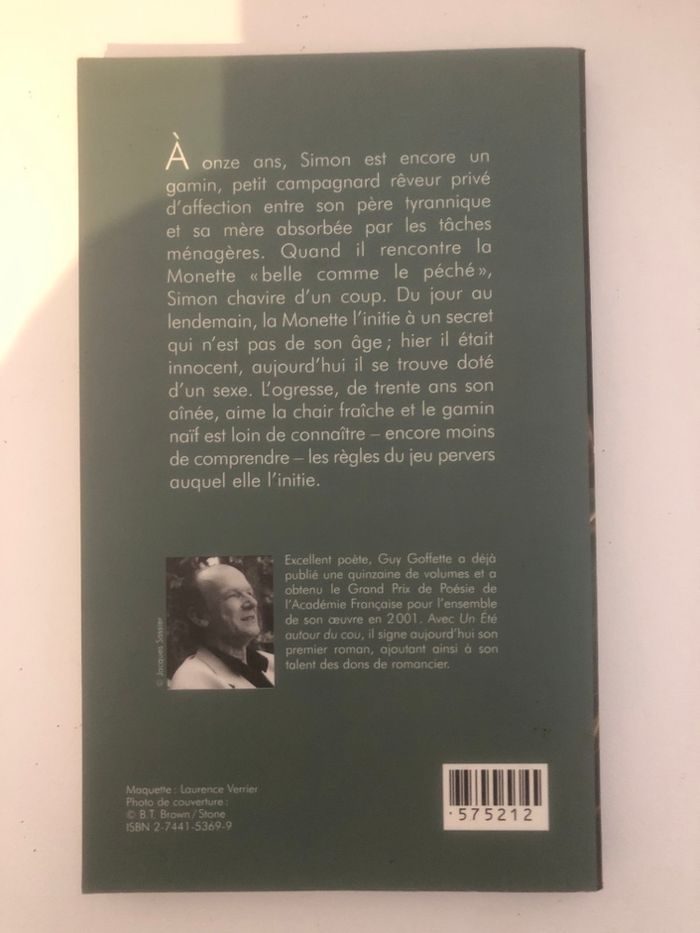 À onze ans, Simon est encore un
gamin, petit campagnard rêveur privé
d'affection entre son père tyrannique
et sa mère absorbée par les tâches
ménagères. Quand il rencontre la
Monette « belle comme le péché »,
Simon chavire d'un coup. Du jour au
lendemain, la Monette l'initie à un secret
qui n'est pas de son âge ; hier il était
innocent, aujourd'hui il se trouve doté
d'un sexe. L'ogresse, de trente ans son
aînée, aime la chair fraîche et le gamin
naïf est loin de connaître – encore moins
de comprendre – les règles du jeu pervers
auquel elle l'initie.
© Jacques Sassier
Excellent poète, Guy Goffette a déjà
publié une quinzaine de volumes et a
obtenu le Grand Prix de Poésie de
l'Académie Française pour l'ensemble
de son œuvre en 2001. Avec Un Été
autour du cou, il signe aujourd'hui son
premier roman, ajoutant ainsi à son
talent des dons de romancier.
Maquette : Laurence Verrier
Photo de couverture :
© B.T. Brown / Stone
ISBN 2-7441-5369-9
575212